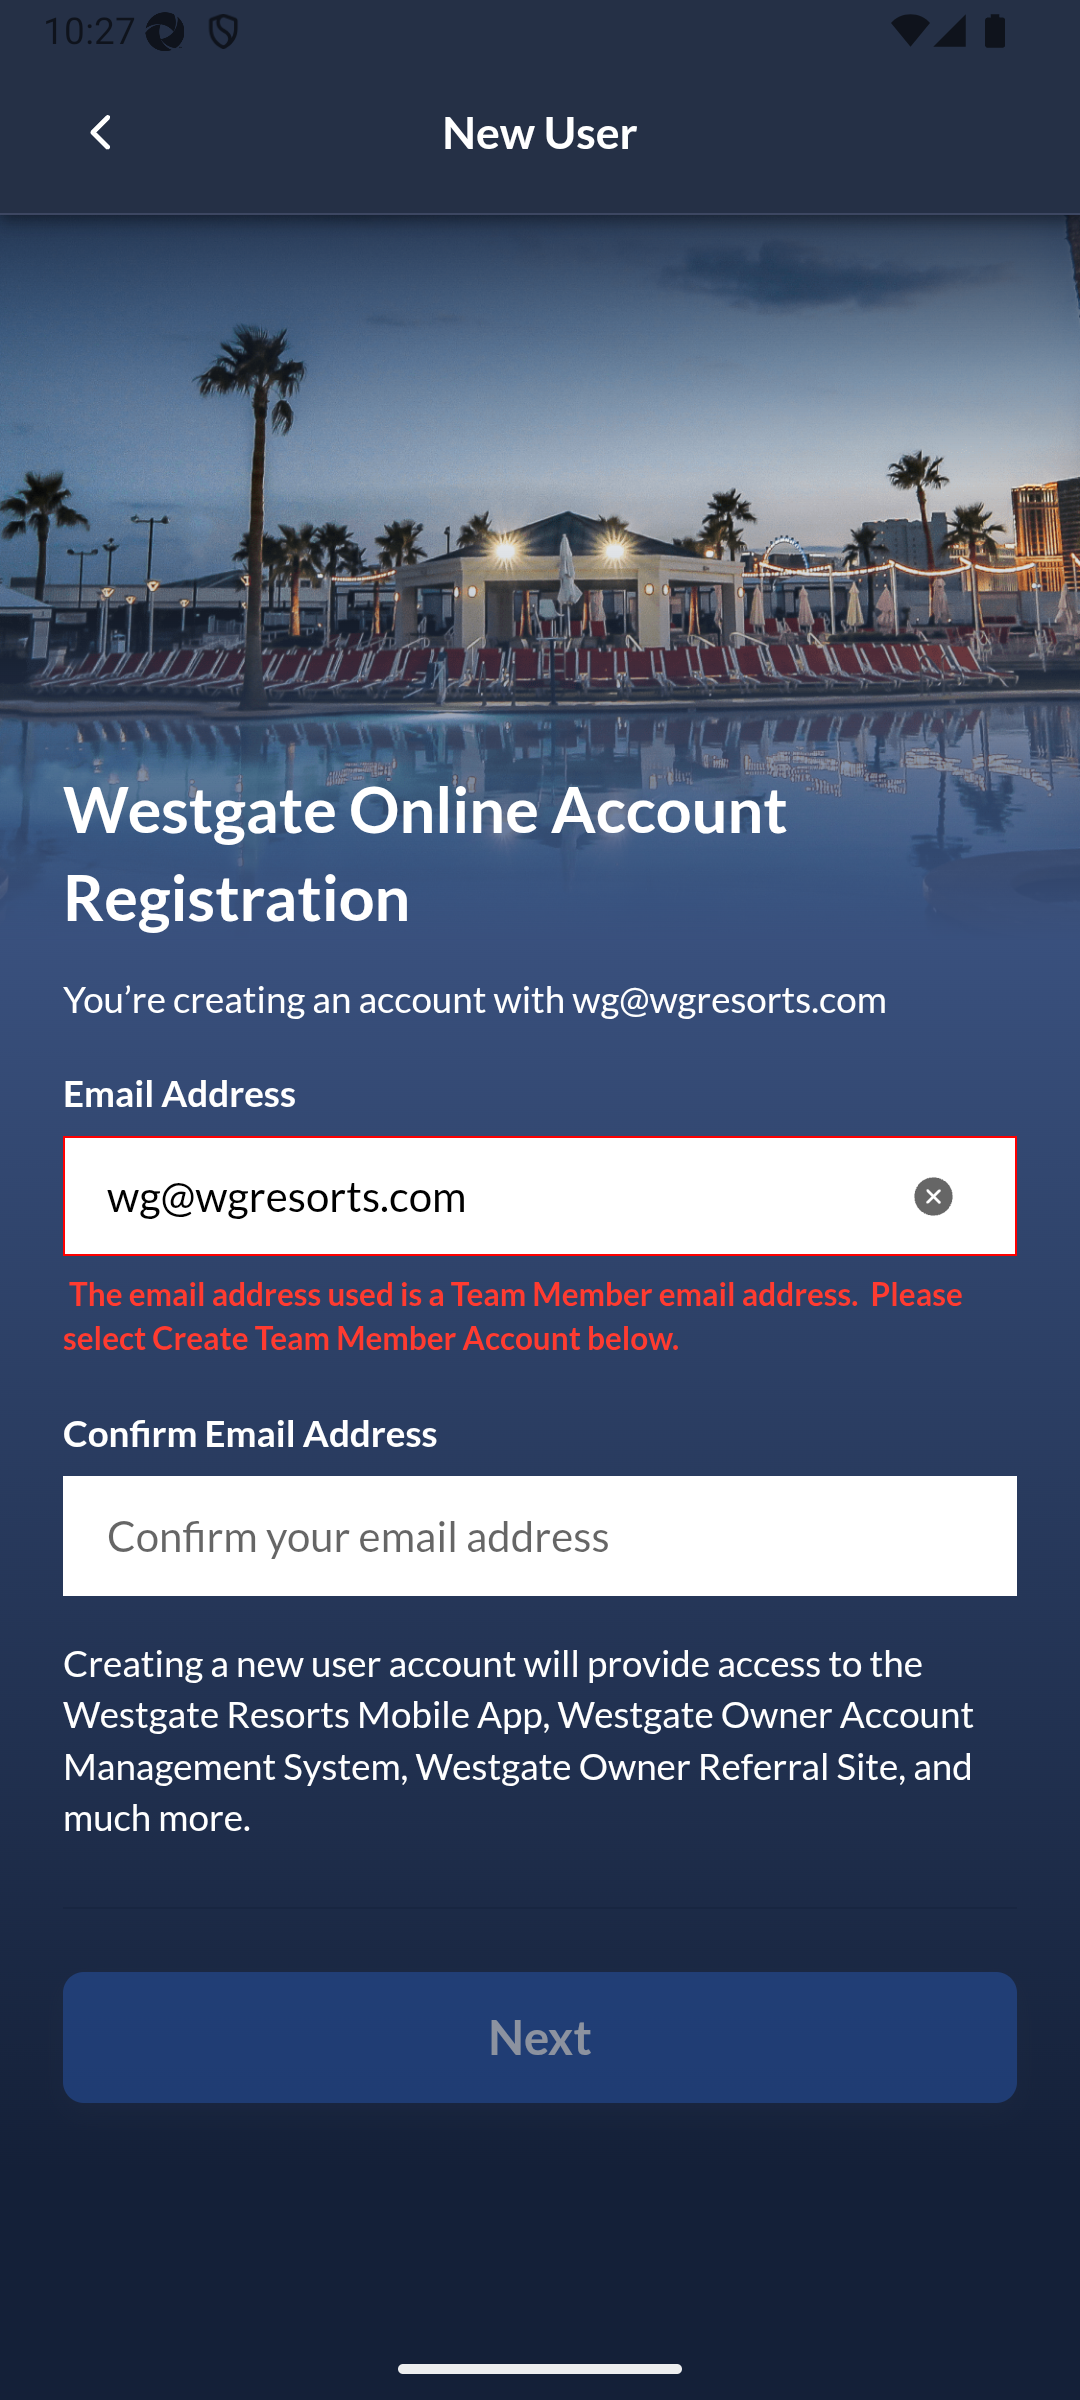 10:27
New User
Westgate Online Account
Registration
You’re creating an account with wg@wgresorts.com
Email Address
wg@wgresorts.com
The email address used is a Team Member email address.  Please
select Create Team Member Account below.
Confirm Email Address
Confirm your email address
Creating a new user account will provide access to the
Westgate Resorts Mobile App, Westgate Owner Account
Management System, Westgate Owner Referral Site, and
much more.
Next